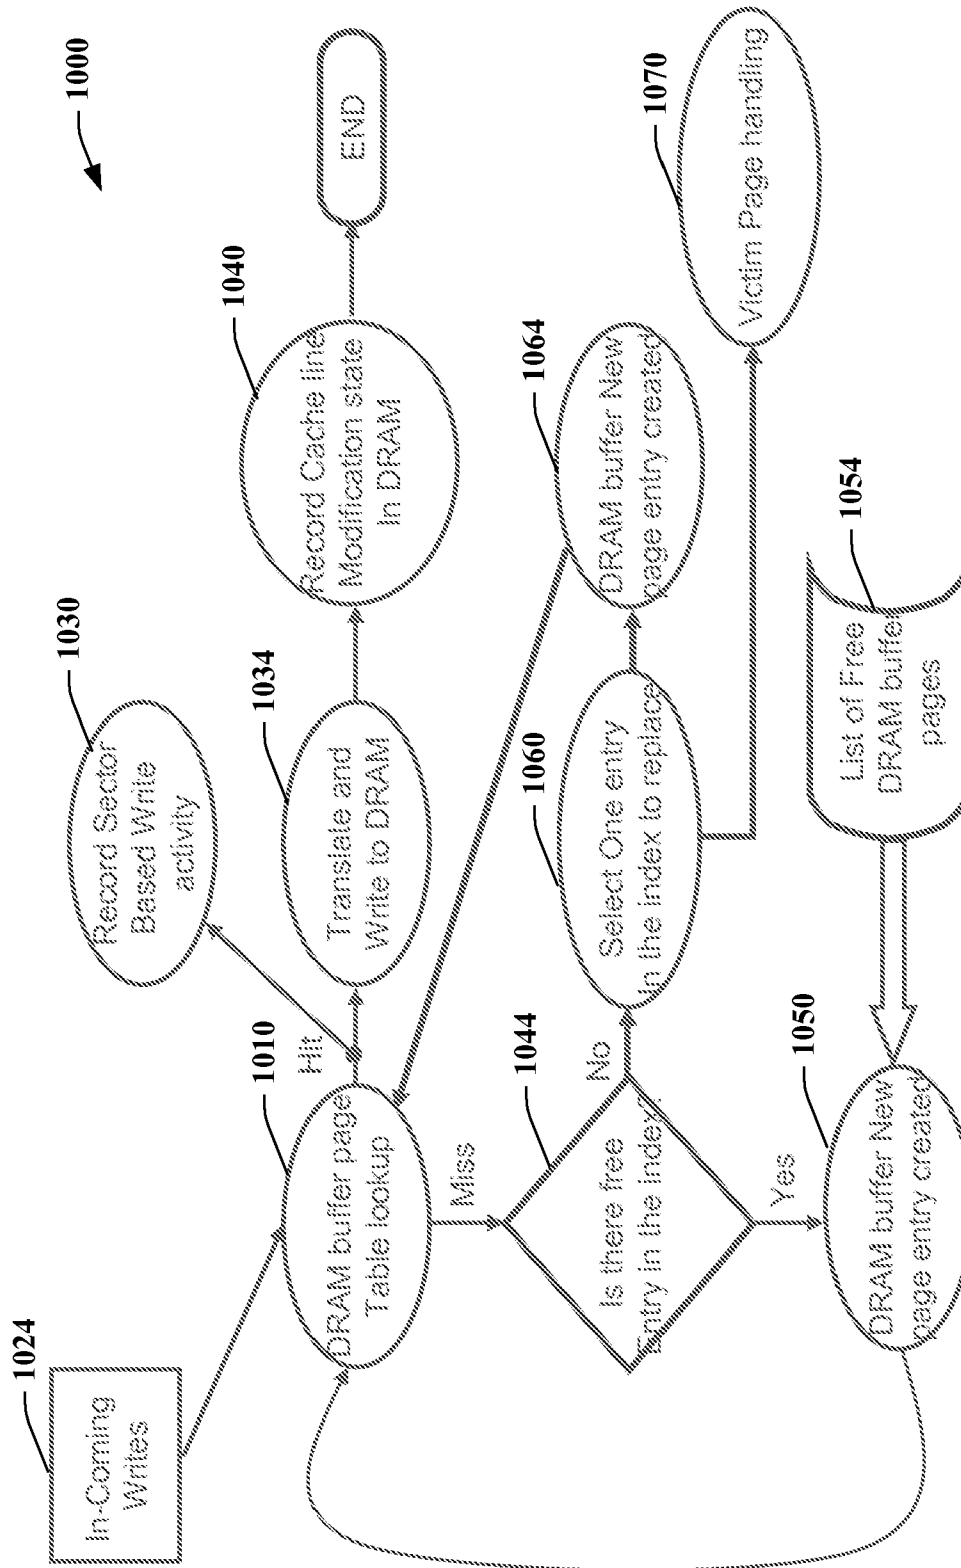 1000
1024
In-Coming
Writes
1030
Record Sector
Based Write
activity
1010
DRAM buffer page
Table lookup
Hit
1034
Translate and
Write to DRAM
1040
Record Cache line
Modification state
In DRAM
END
Miss
1044
Is there free
Entry in the index?
No
1060
Select One entry
In the index to replace
1064
DRAM buffer New
page entry created
1070
Victim Page handling
Yes
1050
DRAM buffer New
page entry created
1054
List of Free
DRAM buffer
pages